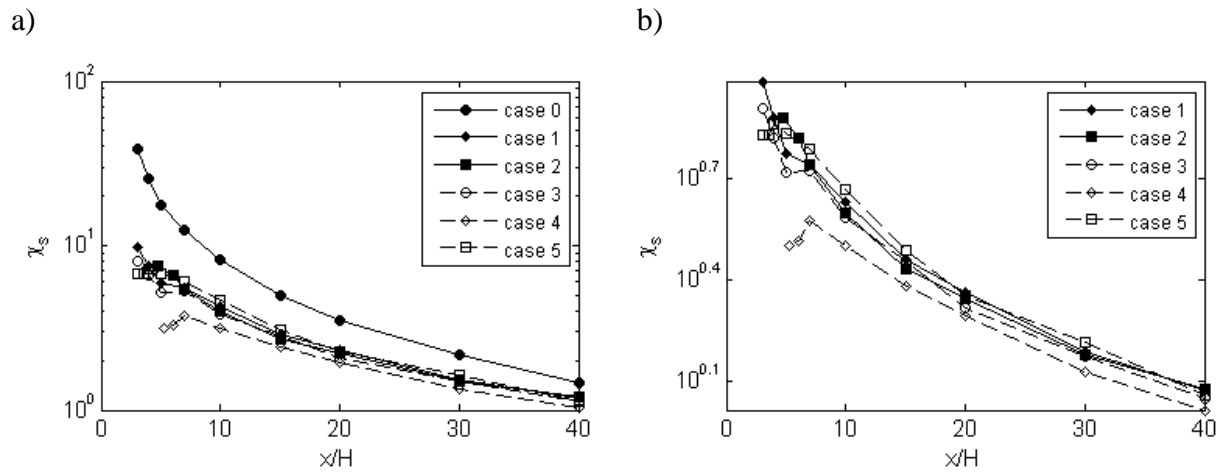 a)
10^2
10^1
10^0
χ_s
0 10 20 30 40
x/H
case 0
case 1
case 2
case 3
case 4
case 5
b)
10^0.7
10^0.4
10^0.1
χ_s
0 10 20 30 40
x/H
case 1
case 2
case 3
case 4
case 5